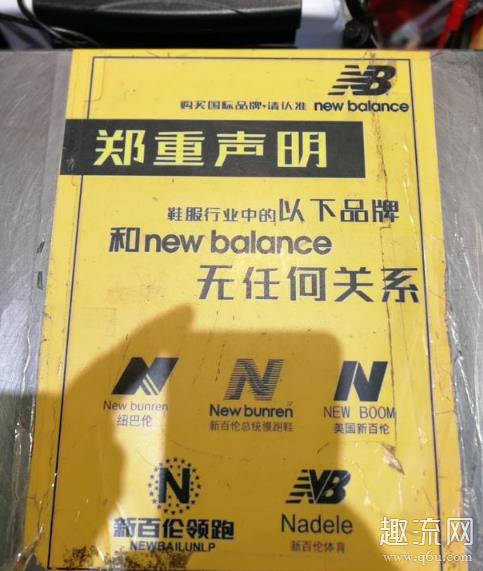 NB
购买国际品牌·请认准 new balance
郑重声明
鞋服行业中的以下品牌
和new balance
无任何关系
N N N
New bunren New bunren NEW BOOM
纽巴伦 新百伦总统慢跑鞋 美国新百伦
N NB
新百伦领跑 Nadele
NEWBAILUNLP 新百伦体育
趣流网
www.q6u.com